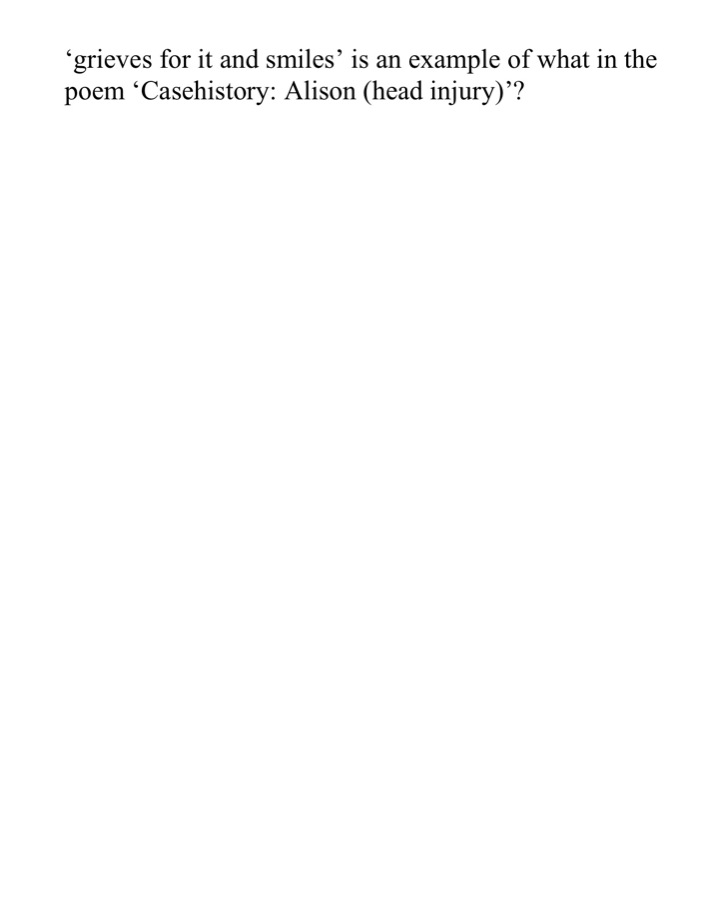 ‘grieves for it and smiles’ is an example of what in the
poem ‘Casehistory: Alison (head injury)’?